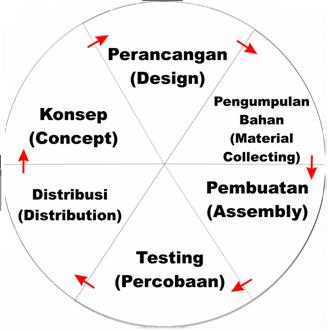 Perancangan
(Design)
Pengumpulan
Bahan
(Material
Collecting)
Pembuatan
(Assembly)
Testing
(Percobaan)
Distribusi
(Distribution)
Konsep
(Concept)